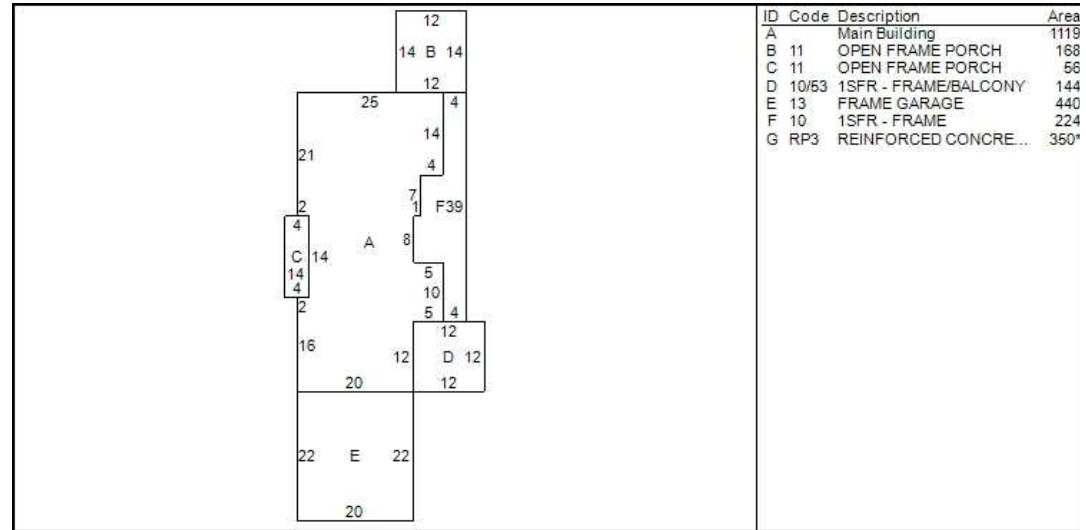 12
14 B 14
12
25 4
14
21
4
7
2 1 F39
4
A 8
C 14
14 5
4 10
2
5 4
12
16
12 D 12
20 12
22 E 22
20
ID Code Description Area
A Main Building 1119
B 11 OPEN FRAME PORCH 168
C 11 OPEN FRAME PORCH 56
D 10/53 1SFR - FRAME/BALCONY 144
E 13 FRAME GARAGE 440
F 10 1SFR - FRAME 224
G RP3 REINFORCED CONCRE... 350*